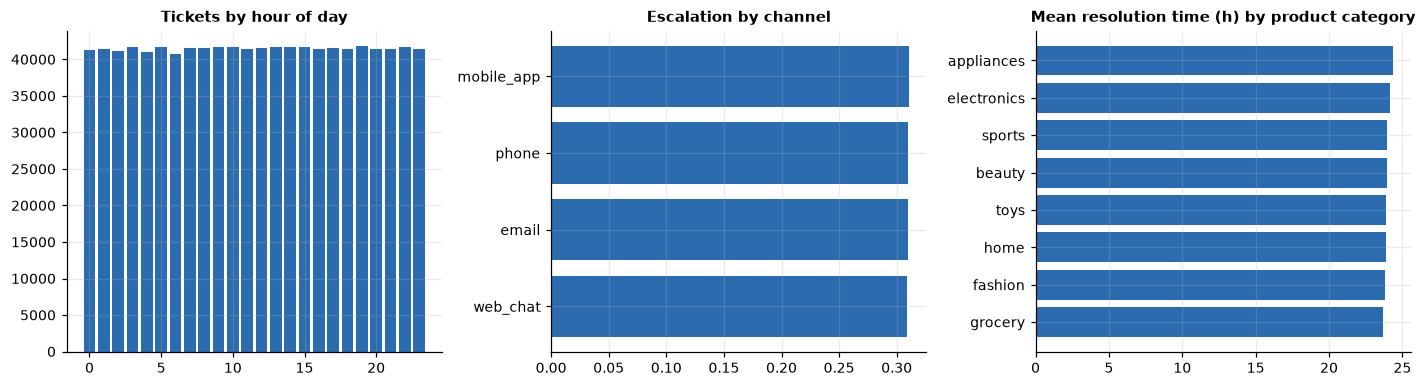 Tickets by hour of day
40000
35000
30000
25000
20000
15000
10000
5000
0
0 5 10 15 20
Escalation by channel
mobile_app
phone
email
web_chat
0.00 0.05 0.10 0.15 0.20 0.25 0.30
Mean resolution time (h) by product category
appliances
electronics
sports
beauty
toys
home
fashion
grocery
0 5 10 15 20 25